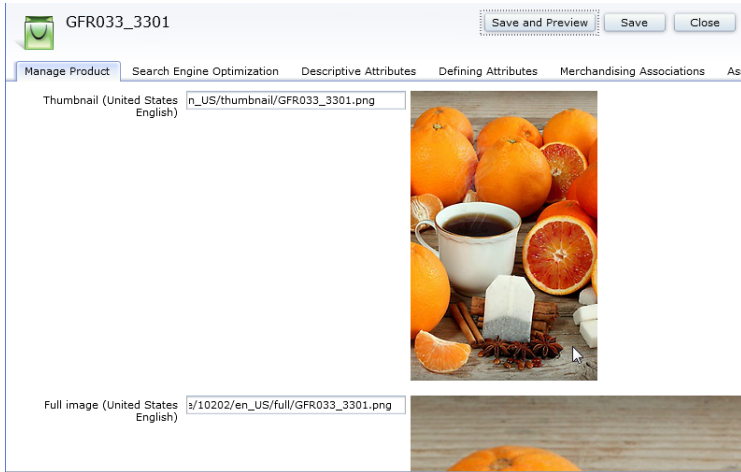 GFR033_3301
Save and Preview Save Close
Manage Product Search Engine Optimization Descriptive Attributes Defining Attributes Merchandising Associations As
Thumbnail (United States English)
n_US/thumbnail/GFR033_3301.png
Full image (United States English)
/10202/en_US/full/GFR033_3301.png